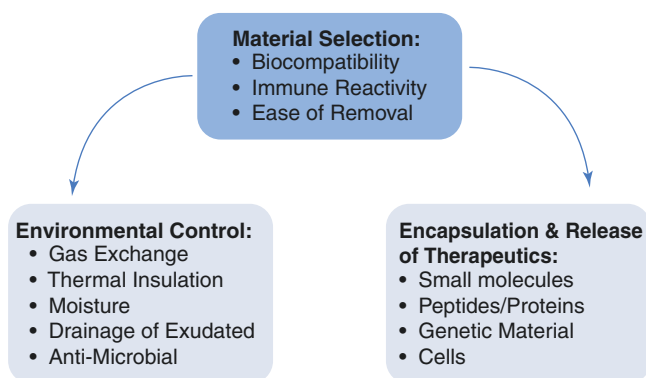 Material Selection:
• Biocompatibility
• Immune Reactivity
• Ease of Removal
Environmental Control:
• Gas Exchange
• Thermal Insulation
• Moisture
• Drainage of Exudated
• Anti-Microbial
Encapsulation & Release
of Therapeutics:
• Small molecules
• Peptides/Proteins
• Genetic Material
• Cells